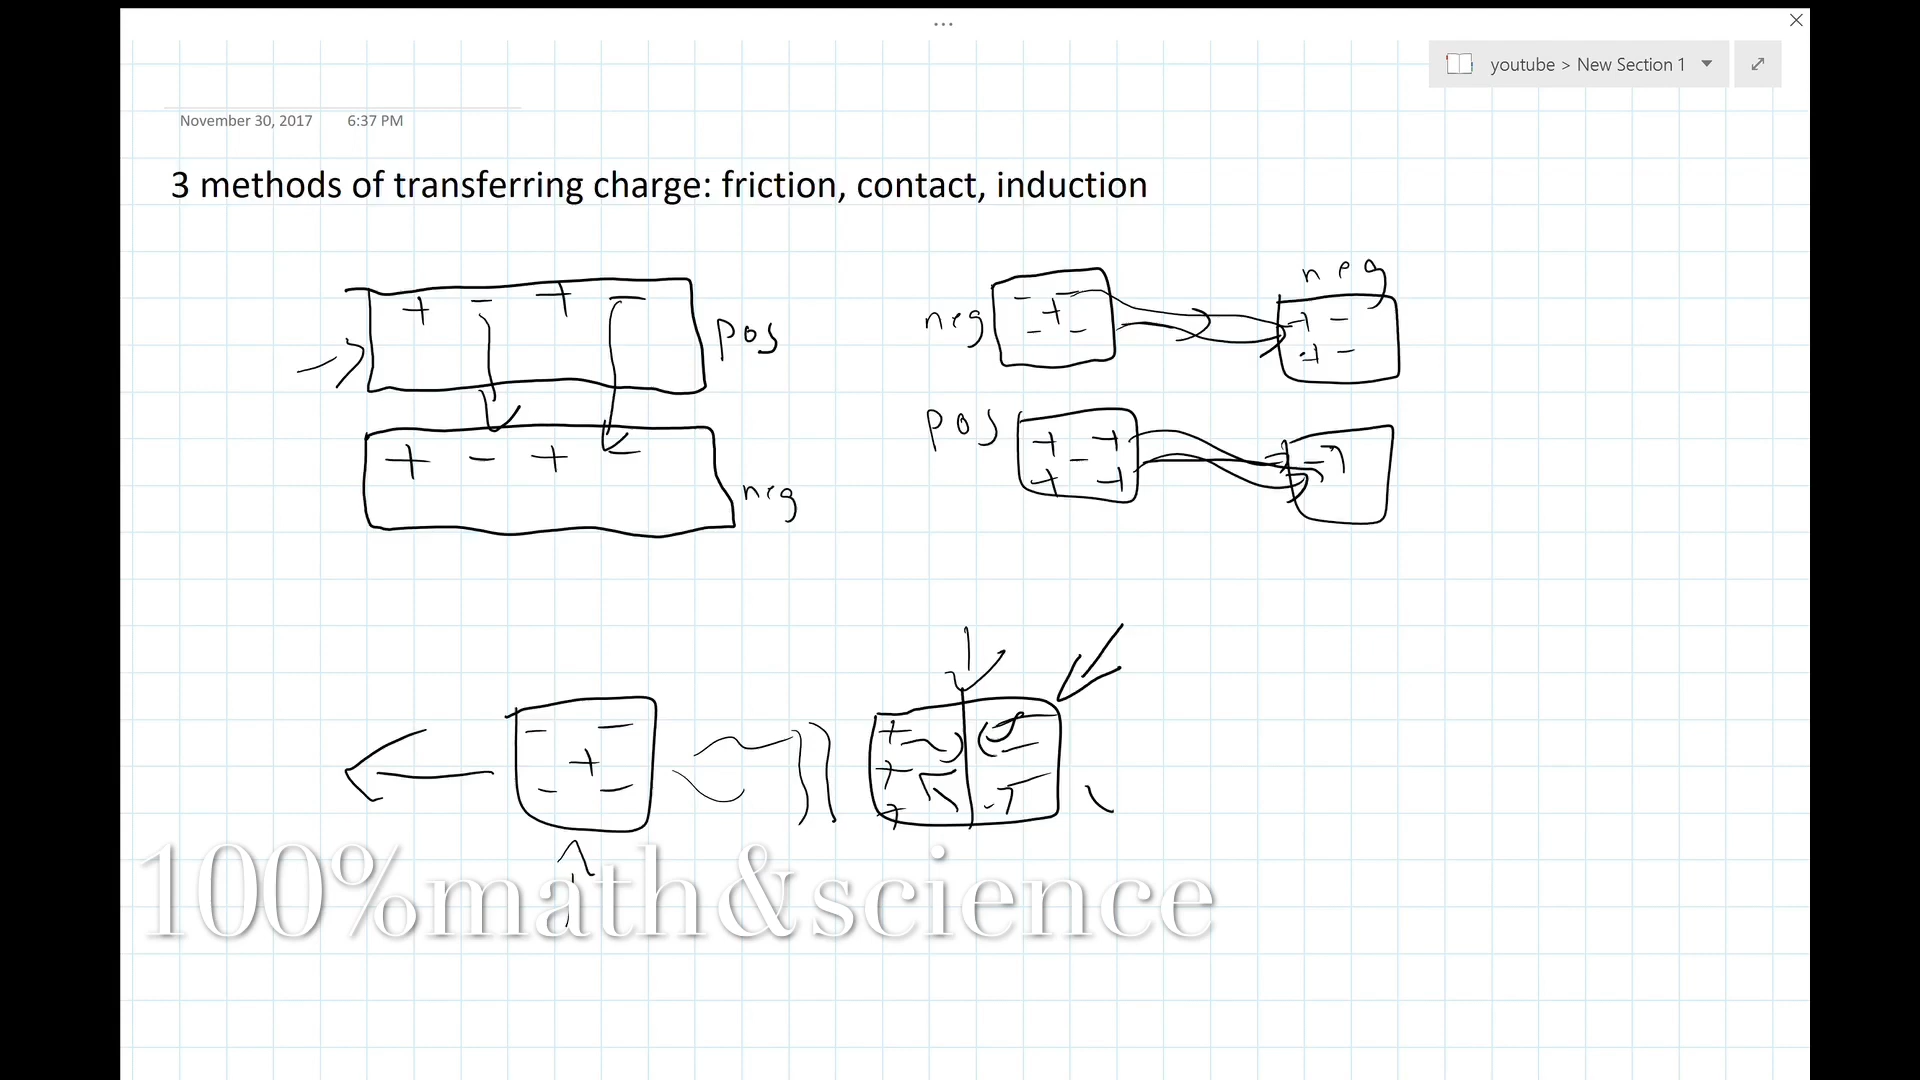 youtube > New Section 1
November 30, 2017 6:37 PM
3 methods of transferring charge: friction, contact, induction
+ - + -
pos
+ - + -
neg
neg
- -
+
- -
neg
+ -
+ -
pos
+ +
-
+ +
- -
+
- -
+
+
+
100%math&science